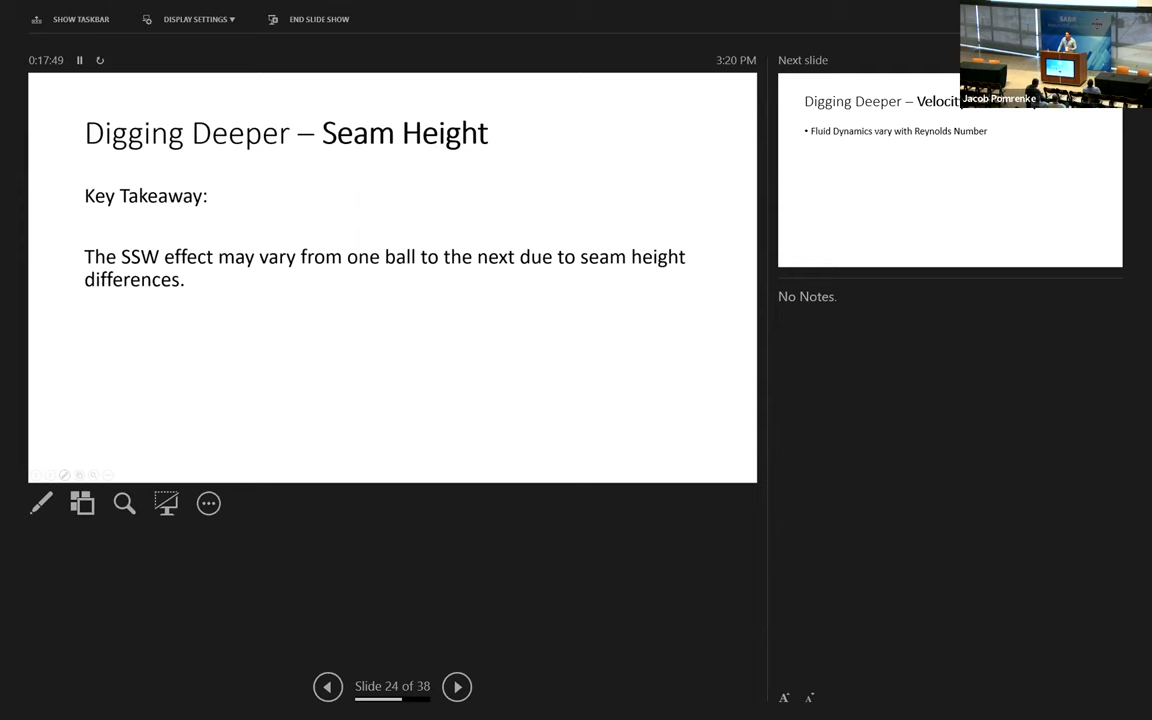 SHOW TASKBAR
DISPLAY SETTINGS ▼
END SLIDE SHOW
0:17:49
3:20 PM
Next slide
Digging Deeper – Seam Height
Key Takeaway:
The SSW effect may vary from one ball to the next due to seam height
differences.
Digging Deeper – Velocit
• Fluid Dynamics vary with Reynolds Number
SABR
Jacob Pomrenke
No Notes.
Slide 24 of 38
A A